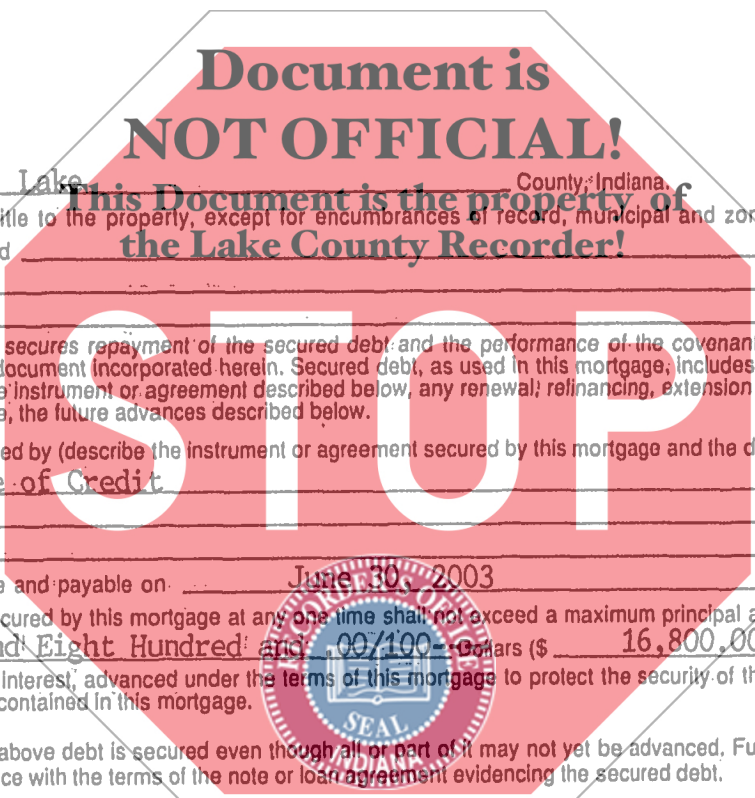 Document is
NOT OFFICIAL!
Lake County, Indiana.
This Document is the property of
itle to the property, except for encumbrances of record, municipal and zon
the Lake County Recorder!
d
STOP
secures repayment of the secured debt and the performance of the covenant
document incorporated herein. Secured debt, as used in this mortgage, includes
e instrument or agreement described below, any renewal, refinancing, extension
e, the future advances described below.
ed by (describe the instrument or agreement secured by this mortgage and the d
e of Credit
e and payable on June 30, 2003
cured by this mortgage at any one time shall not exceed a maximum principal a
nd Eight Hundred and 00/100- Dollars ($ 16,800.00
interest, advanced under the terms of this mortgage to protect the security of th
contained in this mortgage.
RECORDER'S OF THE
SEAL
INDIANA
above debt is secured even though all or part of it may not yet be advanced. Fu
ce with the terms of the note or loan agreement evidencing the secured debt.